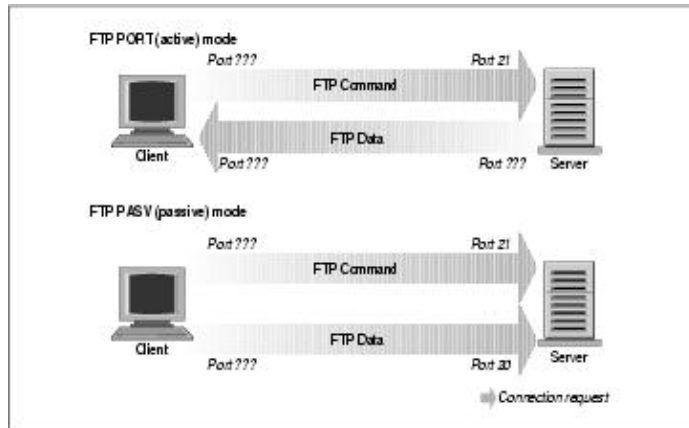 FTP PORT (active) mode
Port ??? Port 21
FTP Command
FTP Data
Client
Port ??? Port ???
Server
FTP PASV (passive) mode
Port ??? Port 21
FTP Command
FTP Data
Client
Port ??? Port 20
Server
Connection request